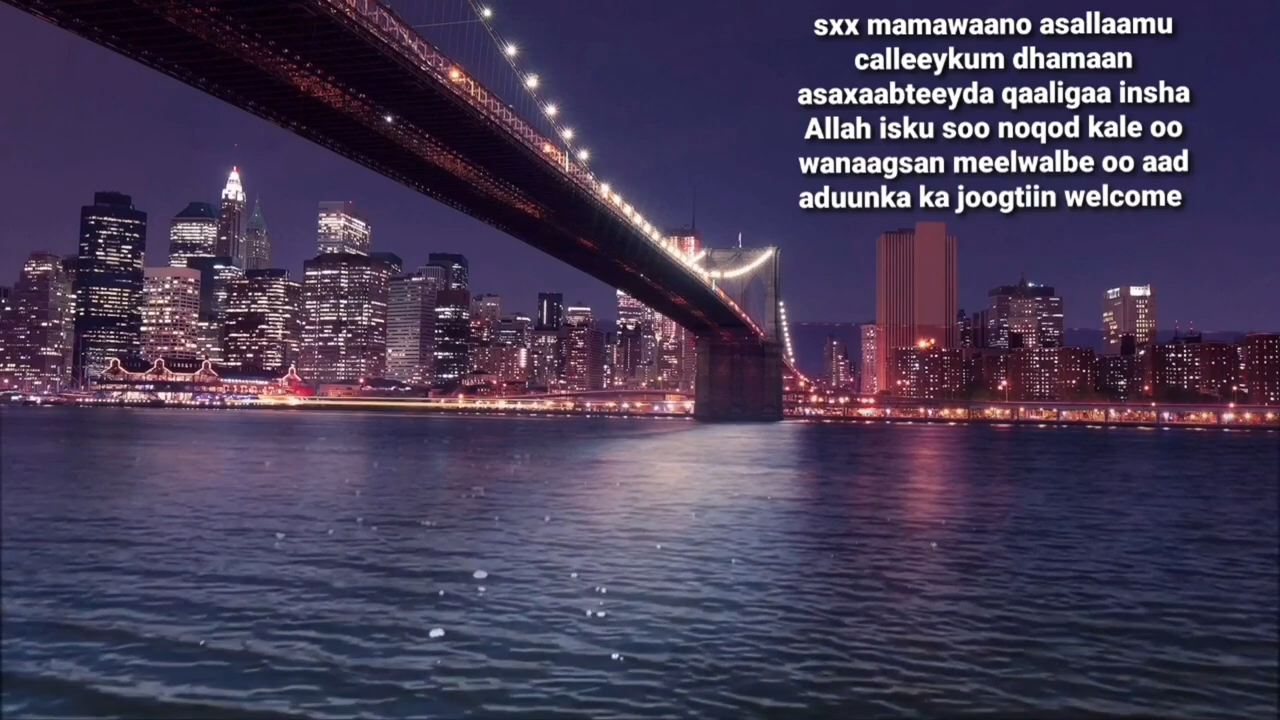 sxx mamawaano asallaamu
calleeykum dhamaan
asaxaabteeyda qaaligaa insha
Allah isku soo noqod kale oo
wanaagsan meelwalbe oo aad
aduunka ka joogtiin welcome